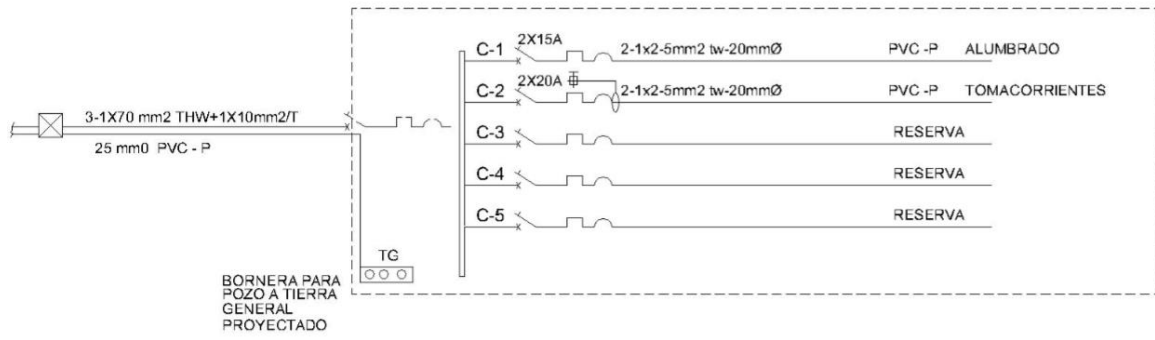 C-1 2X15A 2-1x2-5mm2 tw-20mmØ PVC -P ALUMBRADO
C-2 2X20A 2-1x2-5mm2 tw-20mmØ PVC -P TOMACORRIENTES
3-1X70 mm2 THW+1X10mm2/T
25 mm0 PVC - P
C-3 RESERVA
C-4 RESERVA
C-5 RESERVA
TG
BORNERA PARA
POZO A TIERRA
GENERAL
PROYECTADO